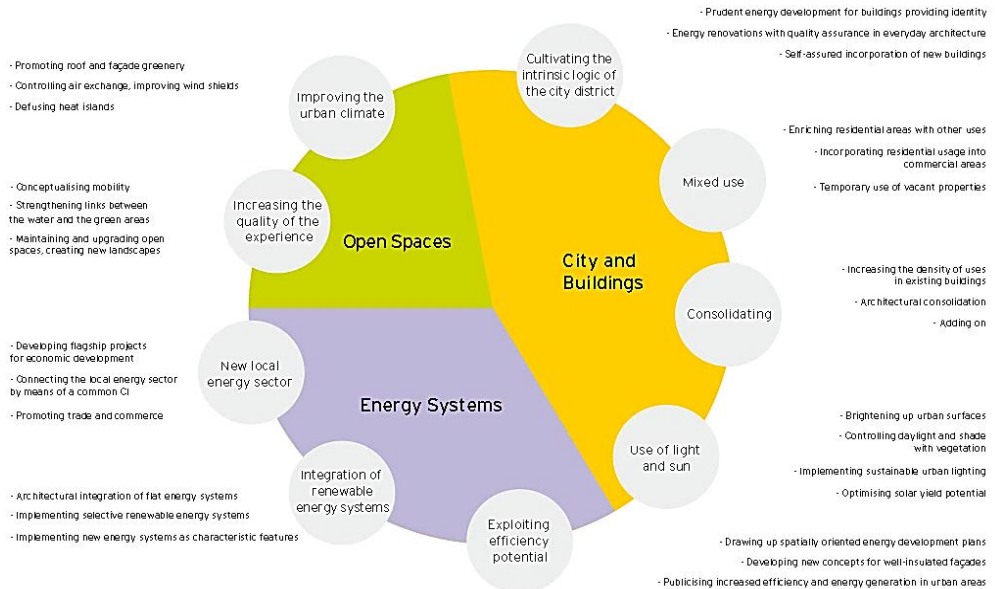 - Prudent energy development for buildings providing identity
- Energy renovations with quality assurance in everyday architecture
- Self-assured incorporation of new buildings
Cultivating the
intrinsic logic of
the city district
- Promoting roof and façade greenery
- Controlling air exchange, improving wind shields
- Defusing heat islands
Improving the
urban climate
- Enriching residential areas with other uses
- Incorporating residential usage into
commercial areas
- Temporary use of vacant properties
Mixed use
- Conceptualising mobility
- Strengthening links between
the water and the green areas
- Maintaining and upgrading open
spaces, creating new landscapes
Increasing the
quality of the
experience
Open Spaces
City and
Buildings
- Increasing the density of uses
in existing buildings
- Architectural consolidation
- Adding on
Consolidating
- Developing flagship projects
for economic development
- Connecting the local energy sector
by means of a common CI
- Promoting trade and commerce
New local
energy sector
Energy Systems
- Brightening up urban surfaces
- Controlling daylight and shade
with vegetation
- Implementing sustainable urban lighting
- Optimising solar yield potential
Use of light
and sun
Integration of
renewable
energy systems
- Architectural integration of flat energy systems
- Implementing selective renewable energy systems
- Implementing new energy systems as characteristic features
Exploiting
efficiency
potential
- Drawing up spatially oriented energy development plans
- Developing new concepts for well-insulated façades
- Publicising increased efficiency and energy generation in urban areas